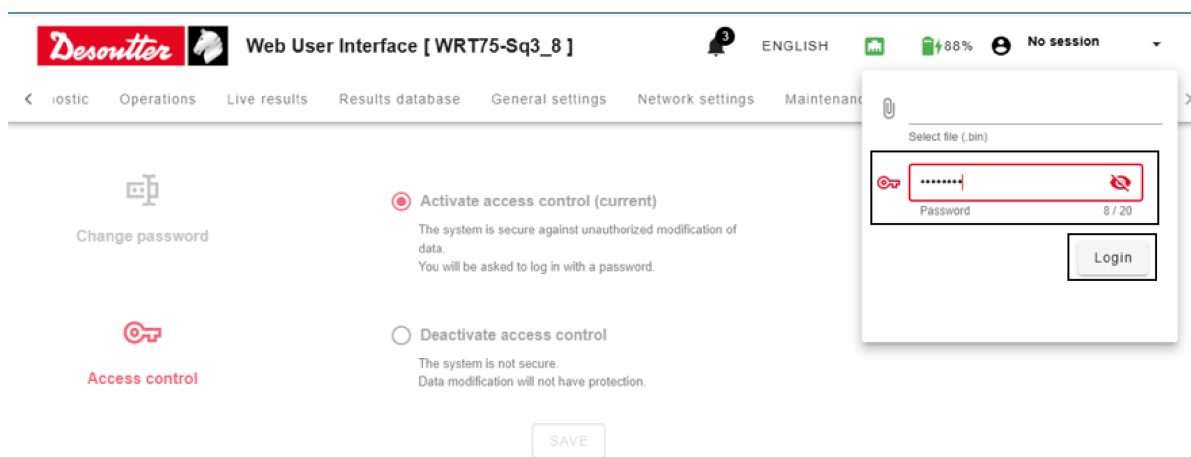 Desoutter Web User Interface [ WRT75-Sq3_8 ] 3 ENGLISH 88% No session
Operations Live results Results database General settings Network settings
Select file (.bin)
••••••••
Password 8 / 20
Login
Change password
Activate access control (current)
The system is secure against unauthorized modification of
data.
You will be asked to log in with a password.
Access control
Deactivate access control
The system is not secure.
Data modification will not have protection.
SAVE